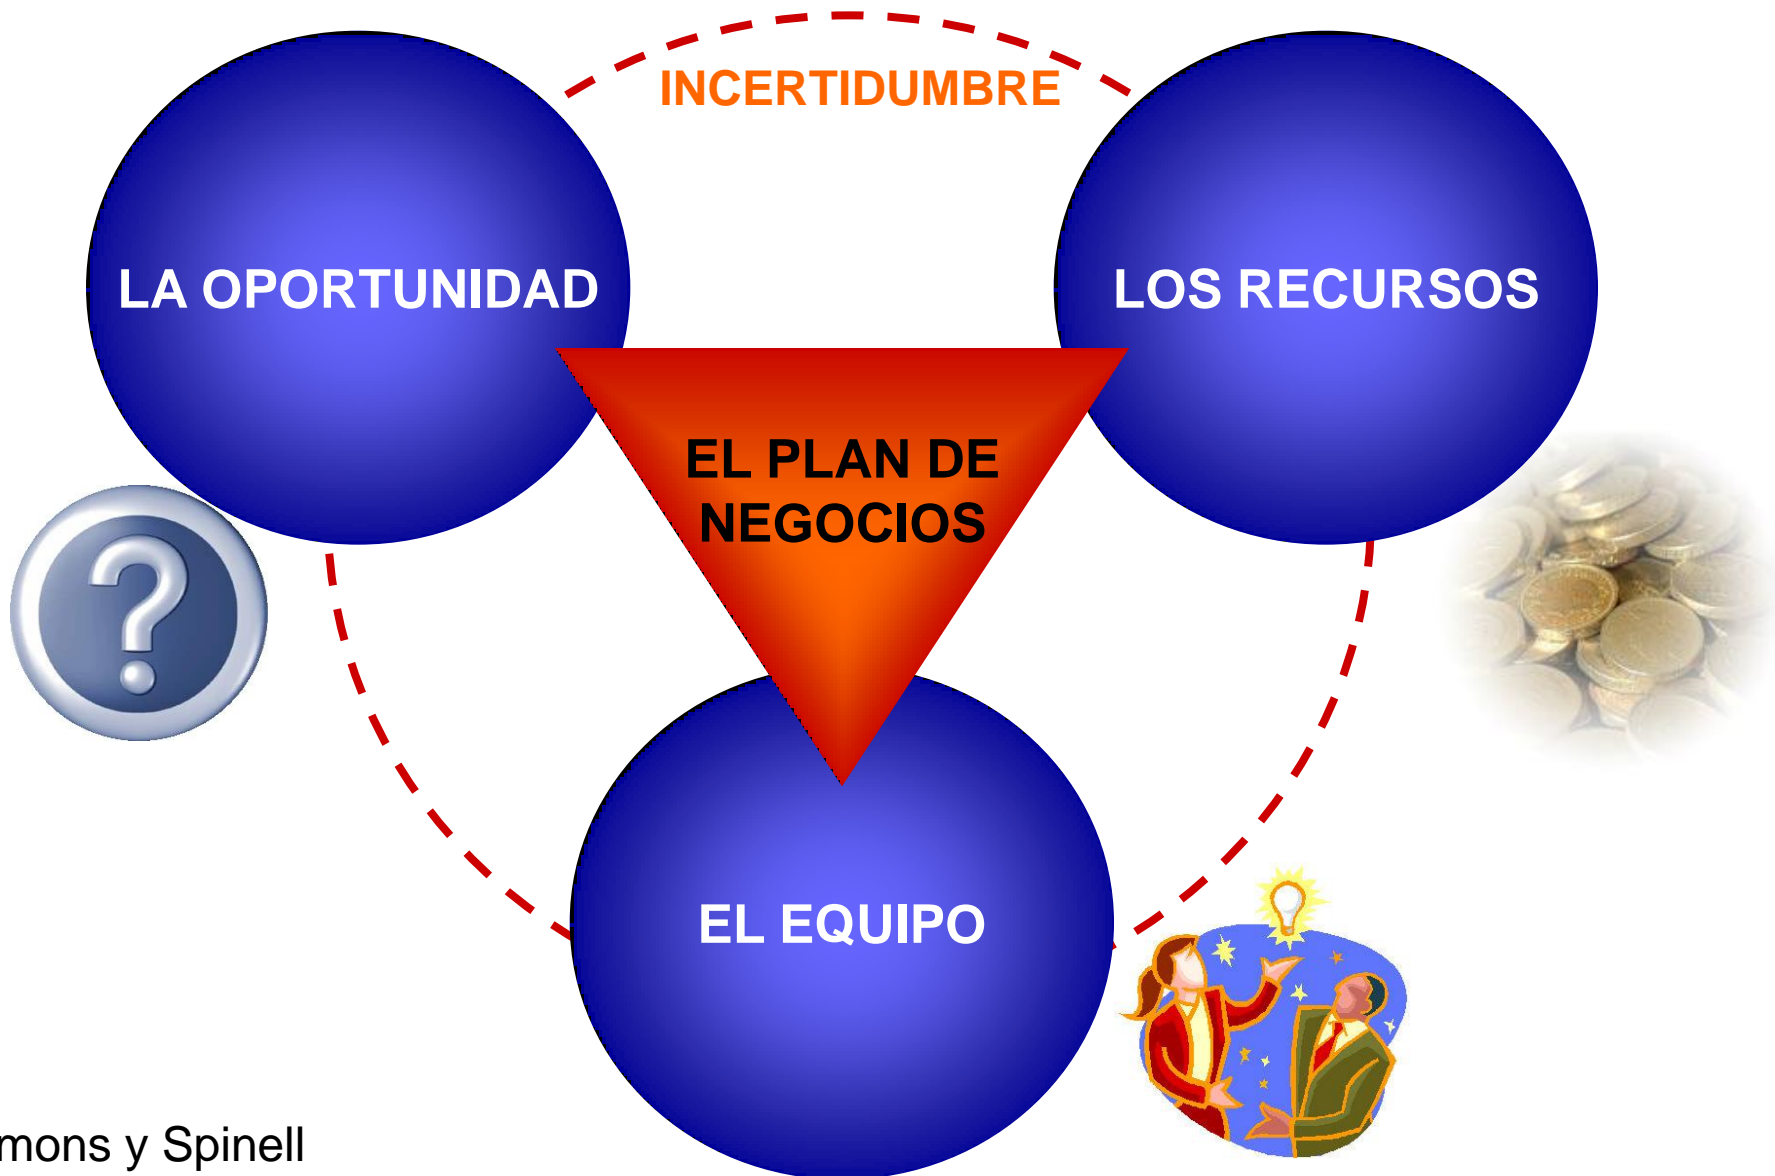 INCERTIDUMBRE
LA OPORTUNIDAD
LOS RECURSOS
EL PLAN DE
NEGOCIOS
EL EQUIPO
mons y Spinell